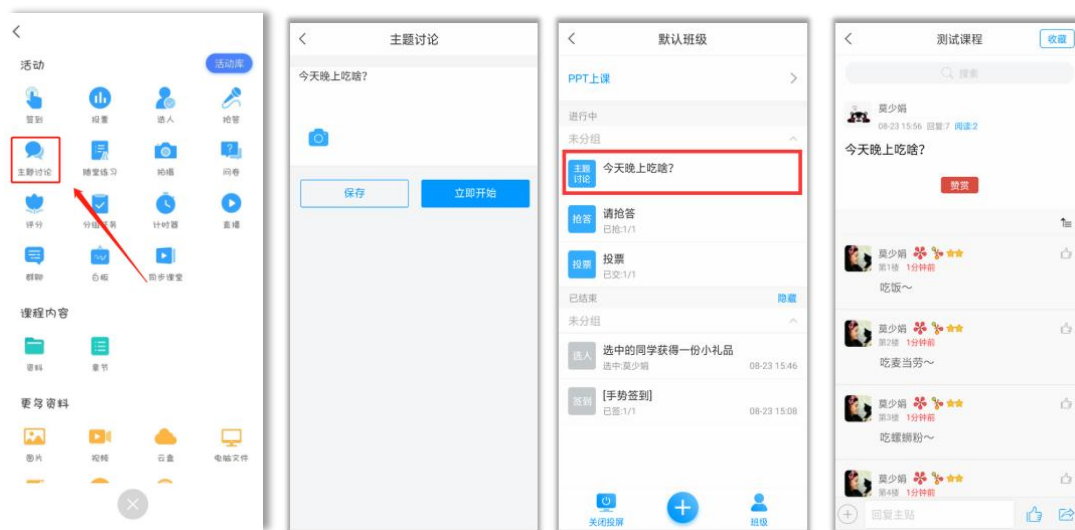 活动
活动库
签到
投票
选人
抢答
主题讨论
随堂练习
拍摄
问卷
评分
分组任务
计时器
直播
群聊
白板
同步课堂
课程内容
资料
章节
更多资料
图片
视频
云盘
电脑文件
主题讨论
今天晚上吃啥?
保存
立即开始
默认班级
PPT上课
进行中
未分组
主题
讨论
今天晚上吃啥?
抢答
请抢答
已抢:1/1
投票
投票
已交:1/1
已结束
隐藏
未分组
选人
选中的同学获得一份小礼品
选中:莫少娟
08-23 15:46
签到
[手势签到]
已签:1/1
08-23 15:08
关闭投屏
班级
测试课程
收藏
搜索
莫少娟
08-23 15:56 回复:7 阅读:2
今天晚上吃啥?
赞赏
莫少娟
第1楼 1分钟前
吃饭~
莫少娟
第2楼 1分钟前
吃麦当劳~
莫少娟
第3楼 1分钟前
吃螺蛳粉~
莫少娟
第4楼 1分钟前
回复主贴